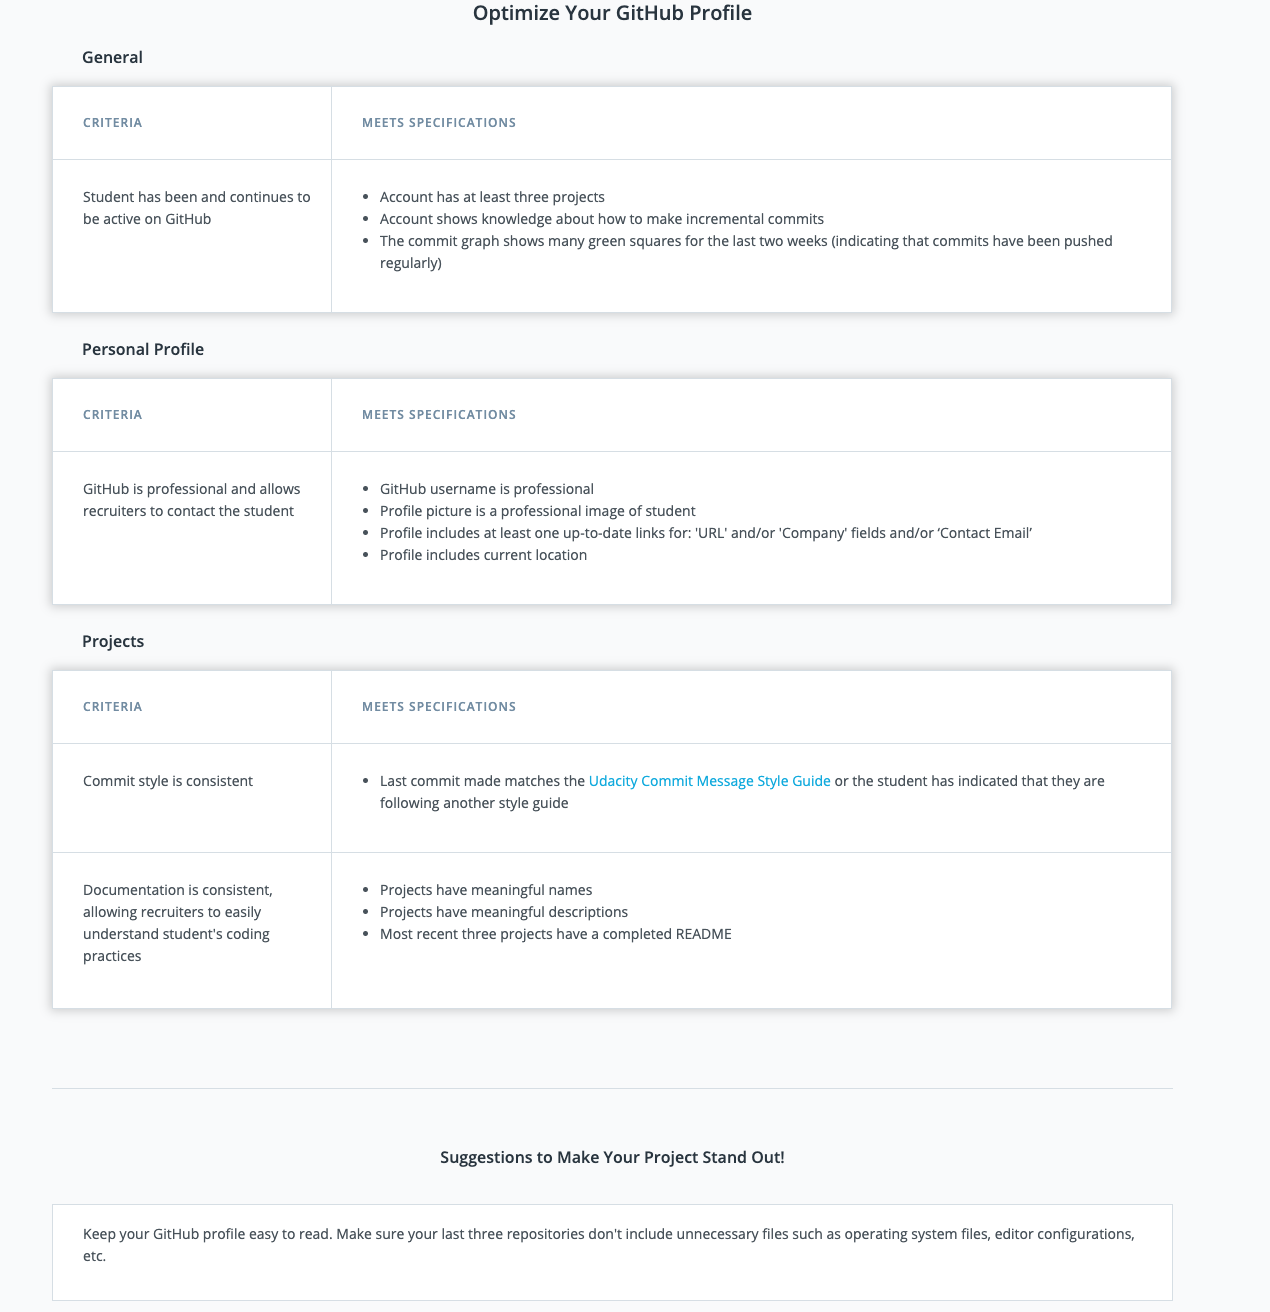 Optimize Your GitHub Profile
General
CRITERIA
MEETS SPECIFICATIONS
Student has been and continues to
be active on GitHub
• Account has at least three projects
• Account shows knowledge about how to make incremental commits
• The commit graph shows many green squares for the last two weeks (indicating that commits have been pushed
regularly)
Personal Profile
CRITERIA
MEETS SPECIFICATIONS
GitHub is professional and allows
recruiters to contact the student
• GitHub username is professional
• Profile picture is a professional image of student
• Profile includes at least one up-to-date links for: 'URL' and/or 'Company' fields and/or ‘Contact Email’
• Profile includes current location
Projects
CRITERIA
MEETS SPECIFICATIONS
Commit style is consistent
• Last commit made matches the Udacity Commit Message Style Guide or the student has indicated that they are
following another style guide
Documentation is consistent,
allowing recruiters to easily
understand student's coding
practices
• Projects have meaningful names
• Projects have meaningful descriptions
• Most recent three projects have a completed README
Suggestions to Make Your Project Stand Out!
Keep your GitHub profile easy to read. Make sure your last three repositories don't include unnecessary files such as operating system files, editor configurations,
etc.